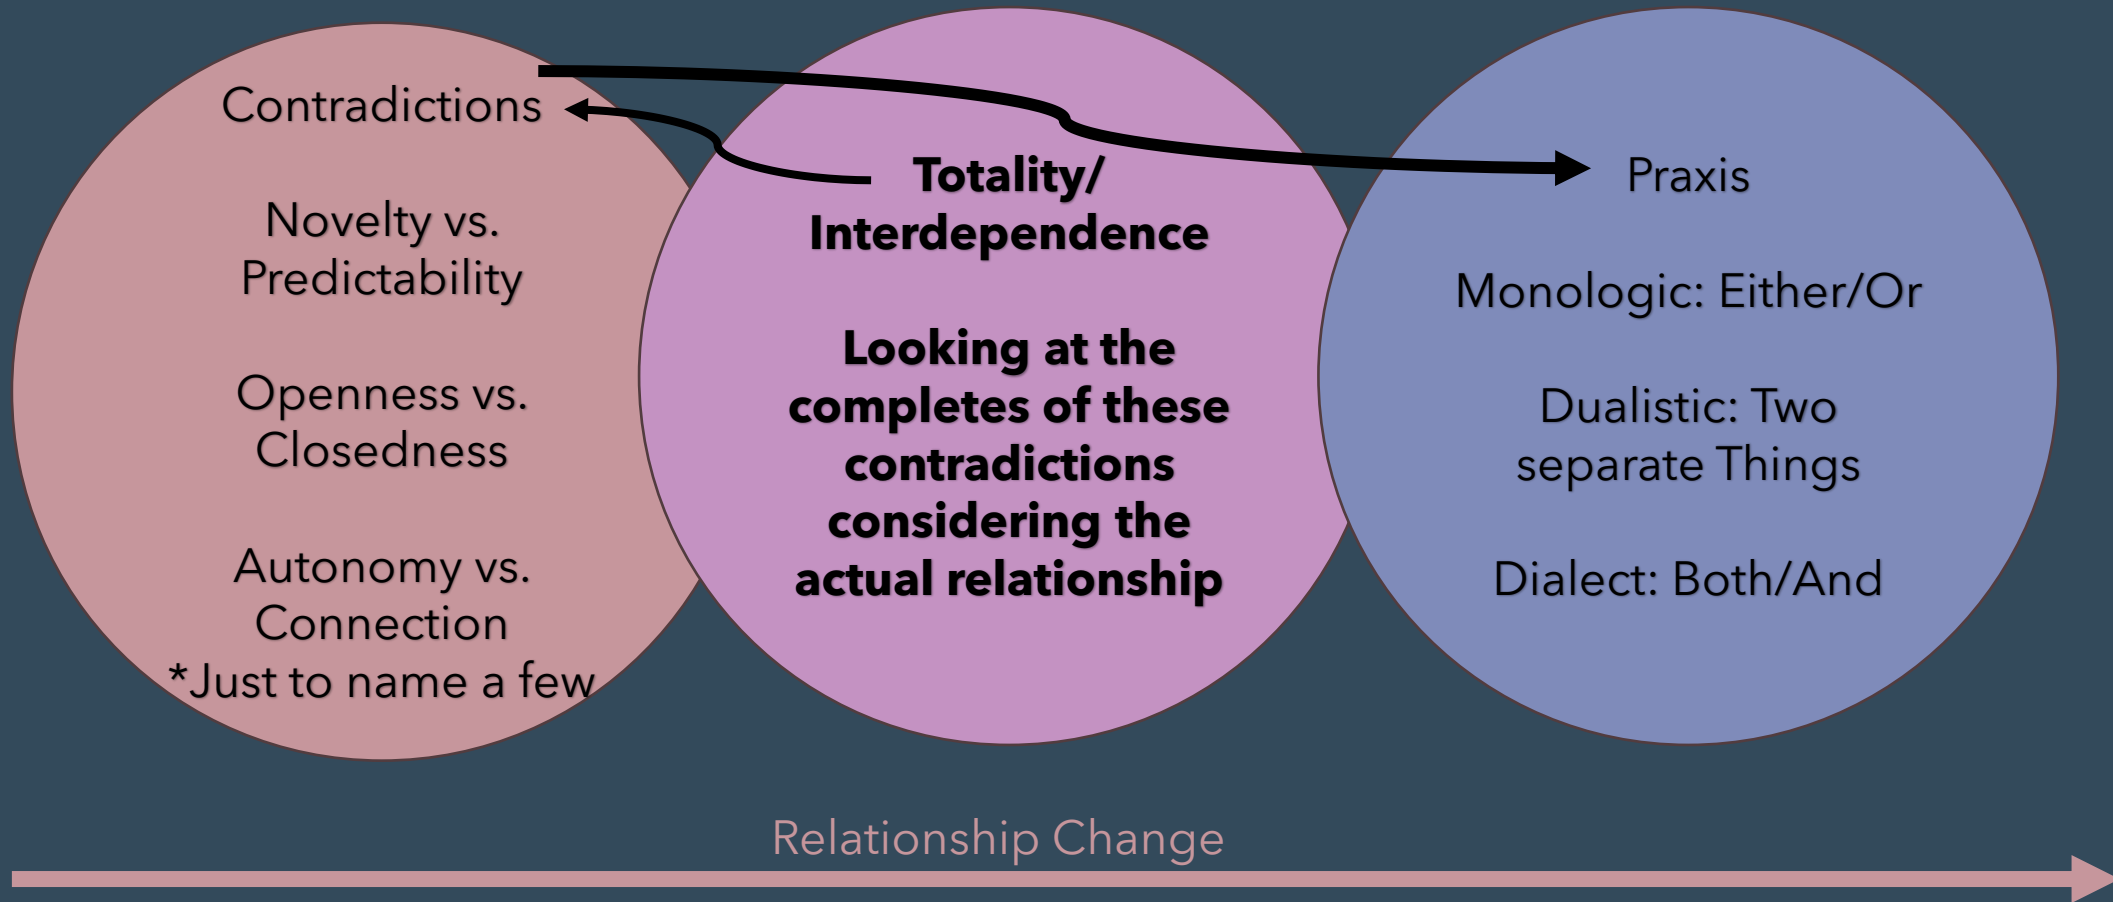 Contradictions
Novelty vs.
Predictability
Openness vs.
Closedness
Autonomy vs.
Connection
*Just to name a few
Totality/
Interdependence
Looking at the
completes of these
contradictions
considering the
actual relationship
Praxis
Monologic: Either/Or
Dualistic: Two
separate Things
Dialect: Both/And
Relationship Change